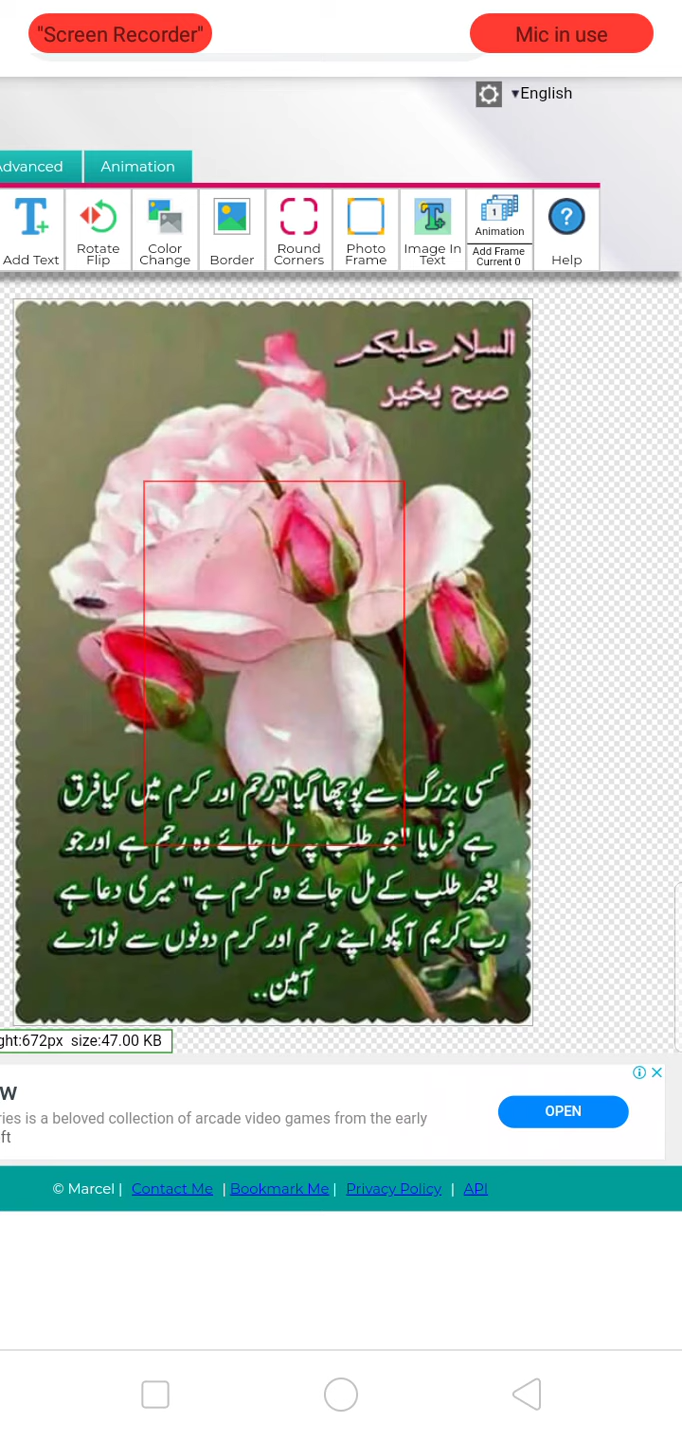 "Screen Recorder"
Mic in use
▾English
Advanced
Animation
Add Text
Rotate Flip
Color Change
Border
Round Corners
Photo Frame
Image In Text
1
Animation
Add Frame
Current 0
?
Help
السلام علیکم
صبح بخیر
کسی بزرگ سے پوچھا گیا "رحم اور کرم میں کیا فرق
ہے فرمایا "جو طلب پہ مل جائے وہ رحم ہے اور جو
بغیر طلب کے مل جائے وہ کرم ہے" میری دعا ہے
رب کریم آپکو اپنے رحم اور کرم دونوں سے نوازے
آمین..
ght:672px size:47.00 KB
w
ries is a beloved collection of arcade video games from the early
ft
OPEN
© Marcel | Contact Me | Bookmark Me | Privacy Policy | API